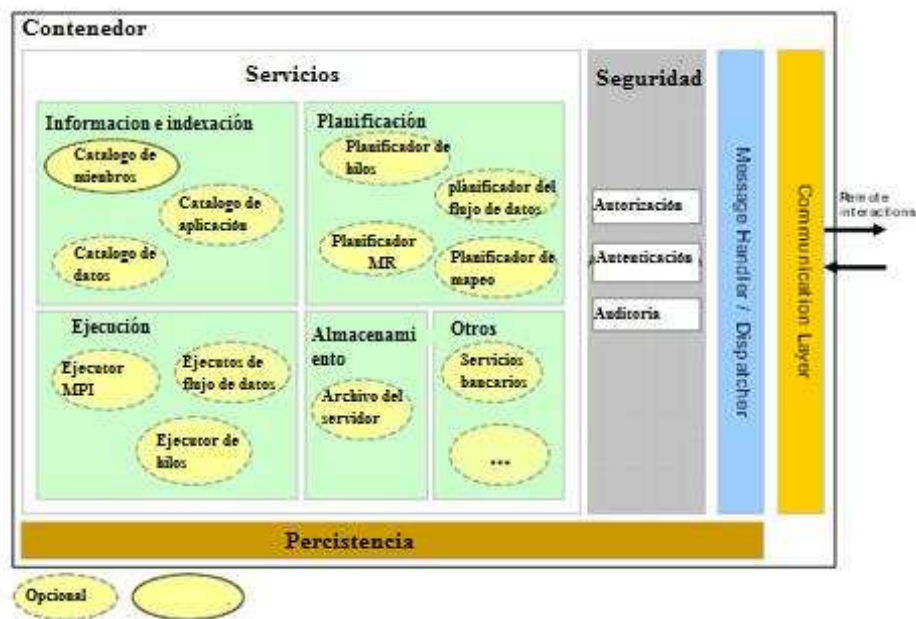 Contenedor
Servicios
Seguridad
Informacion e indexación
Catalogo de
miembros
Catalogo de
aplicación
Catalogo de
datos
Planificación
Planificador de
hilos
planificador del
flujo de datos
Planificador
MR
Planificador de
mapeo
Ejecución
Ejecutor
MPI
Ejecutos de
flujo de datos
Ejecutor de
hilos
Almacenami
ento
Archivo del
servidor
Otros
Servicios
bancarios
...
Autorización
Autenticación
Auditoria
Message Handler / Dispatcher
Communication Layer
Remote
interactions
Percistencia
Opcional